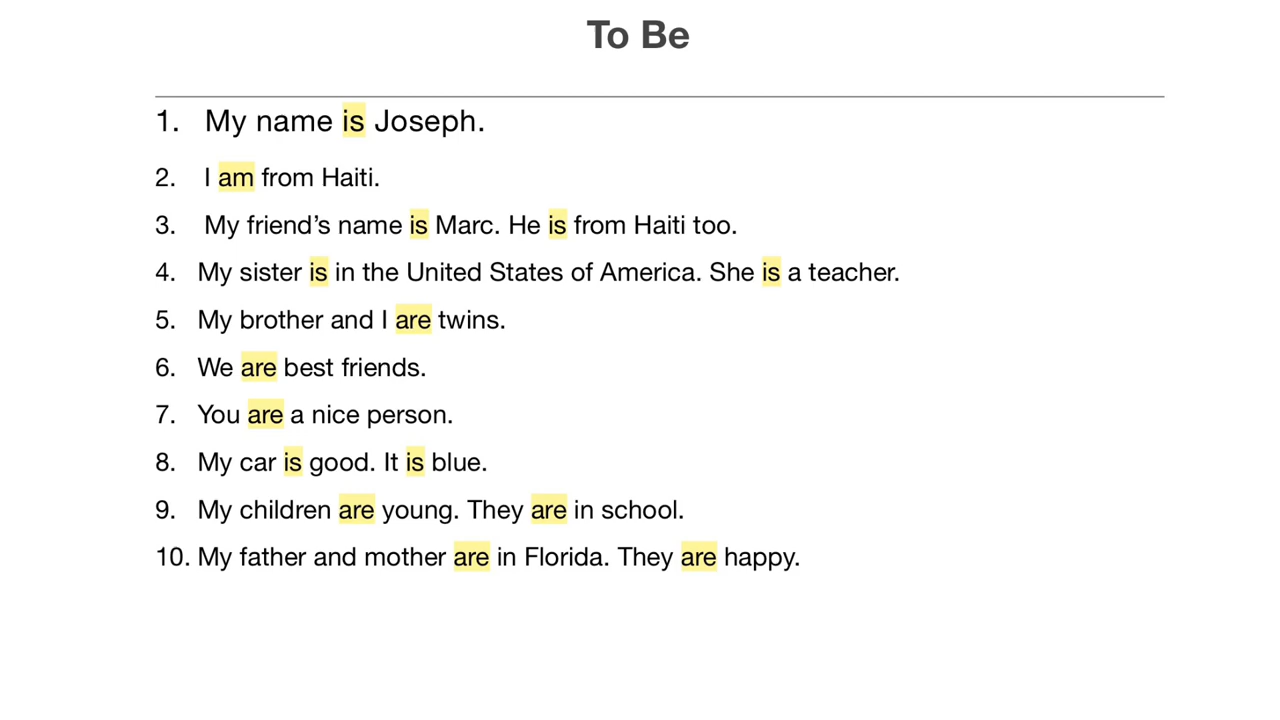 To Be
1. My name is Joseph.
2. I am from Haiti.
3. My friend’s name is Marc. He is from Haiti too.
4. My sister is in the United States of America. She is a teacher.
5. My brother and I are twins.
6. We are best friends.
7. You are a nice person.
8. My car is good. It is blue.
9. My children are young. They are in school.
10. My father and mother are in Florida. They are happy.